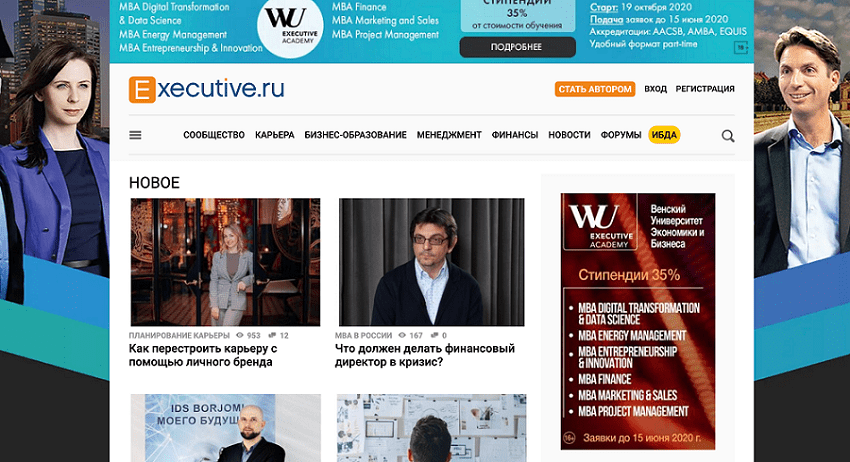 MBA Digital Transformation
& Data Science
MBA Energy Management
MBA Entrepreneurship & Innovation
WU
EXECUTIVE
ACADEMY
MBA Finance
MBA Marketing and Sales
MBA Project Management
СТИПЕНДИИ
35%
от стоимости обучения
ПОДРОБНЕЕ
Старт: 19 октября 2020
Подача заявок до 15 июня 2020
Аккредитации: AACSB, AMBA, EQUIS
Удобный формат part-time
Executive.ru
СТАТЬ АВТОРОМ ВХОД РЕГИСТРАЦИЯ
СООБЩЕСТВО КАРЬЕРА БИЗНЕС-ОБРАЗОВАНИЕ МЕНЕДЖМЕНТ ФИНАНСЫ НОВОСТИ ФОРУМЫ ИБДА
НОВОЕ
ПЛАНИРОВАНИЕ КАРЬЕРЫ 953 12
Как перестроить карьеру с
помощью личного бренда
MBA В РОССИИ 167 0
Что должен делать финансовый
директор в кризис?
IDS BORJOMI
МОЕГО БУДУЩ
WU
EXECUTIVE
ACADEMY
Венский
Университет
Экономики и
Бизнеса
Стипендии 35%
• MBA DIGITAL TRANSFORMATION
& DATA SCIENCE
• MBA ENERGY MANAGEMENT
• MBA ENTREPRENEURSHIP
& INNOVATION
• MBA FINANCE
• MBA MARKETING & SALES
• MBA PROJECT MANAGEMENT
16+ Заявки до 15 июня 2020 г.